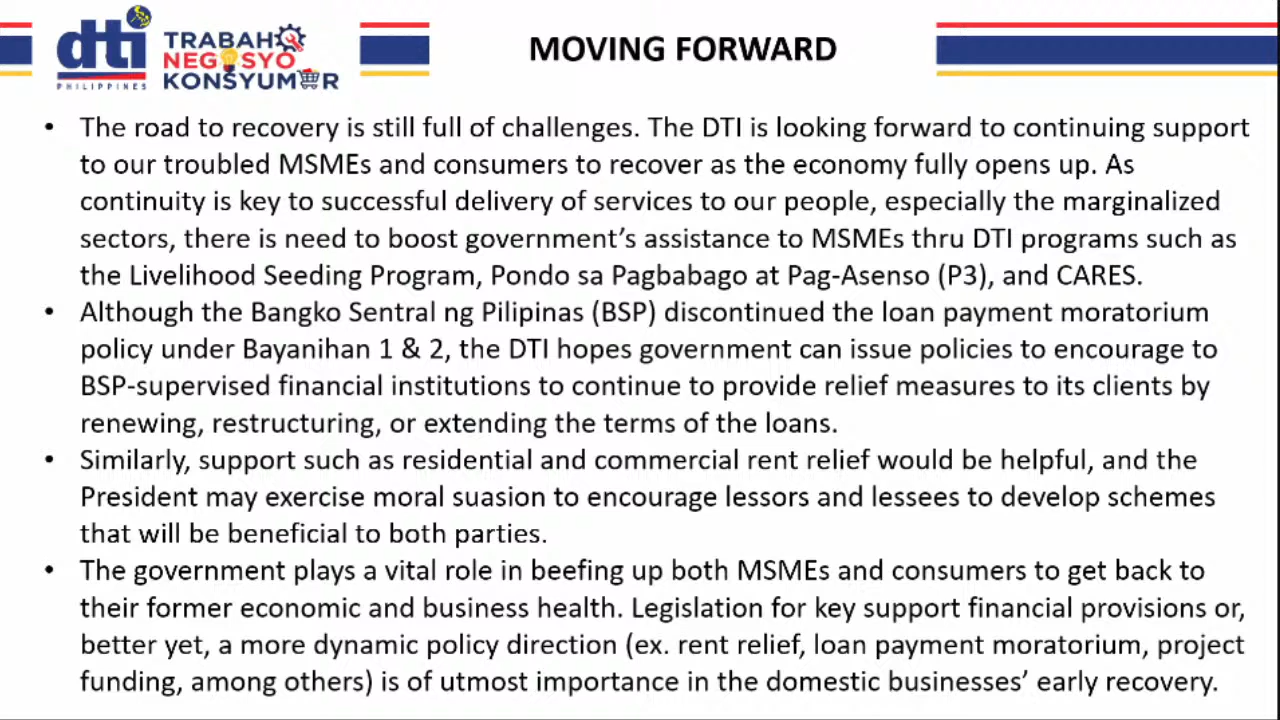 dti
PHILIPPINES
TRABAHO
NEGOSYO
KONSYUMER
MOVING FORWARD
• The road to recovery is still full of challenges. The DTI is looking forward to continuing support
to our troubled MSMEs and consumers to recover as the economy fully opens up. As
continuity is key to successful delivery of services to our people, especially the marginalized
sectors, there is need to boost government’s assistance to MSMEs thru DTI programs such as
the Livelihood Seeding Program, Pondo sa Pagbabago at Pag-Asenso (P3), and CARES.
• Although the Bangko Sentral ng Pilipinas (BSP) discontinued the loan payment moratorium
policy under Bayanihan 1 & 2, the DTI hopes government can issue policies to encourage to
BSP-supervised financial institutions to continue to provide relief measures to its clients by
renewing, restructuring, or extending the terms of the loans.
• Similarly, support such as residential and commercial rent relief would be helpful, and the
President may exercise moral suasion to encourage lessors and lessees to develop schemes
that will be beneficial to both parties.
• The government plays a vital role in beefing up both MSMEs and consumers to get back to
their former economic and business health. Legislation for key support financial provisions or,
better yet, a more dynamic policy direction (ex. rent relief, loan payment moratorium, project
funding, among others) is of utmost importance in the domestic businesses’ early recovery.